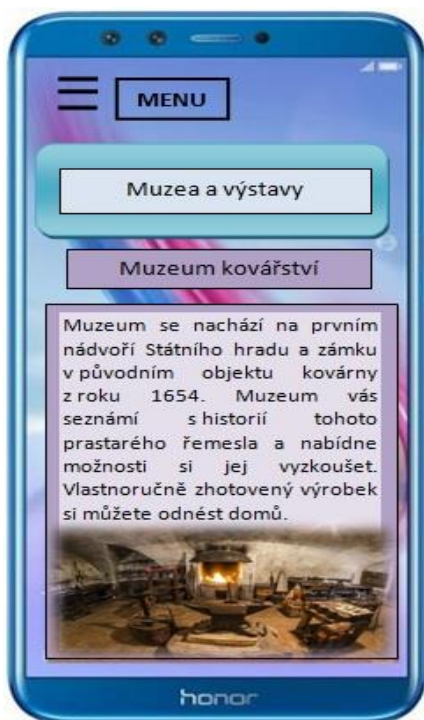 MENU
Muzea a výstavy
Muzeum kovářství
Muzeum se nachází na prvním
nádvoří Státního hradu a zámku
v původním objektu kovárny
z roku 1654. Muzeum vás
seznámí s historií tohoto
prastarého řemesla a nabídne
možnosti si jej vyzkoušet.
Vlastnoručně zhotovený výrobek
si můžete odnést domů.
honor